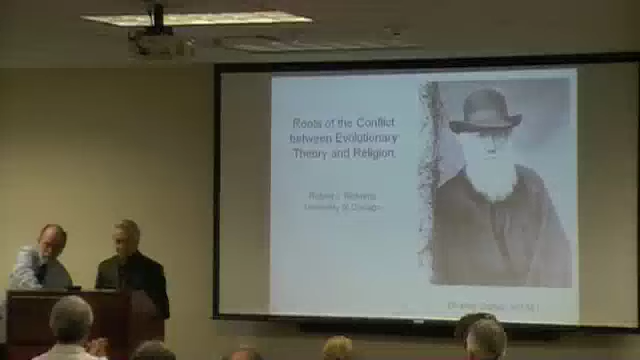 Roots of the Conflict
between Evolutionary
Theory and Religion
Robert J. Richards
University of Chicago